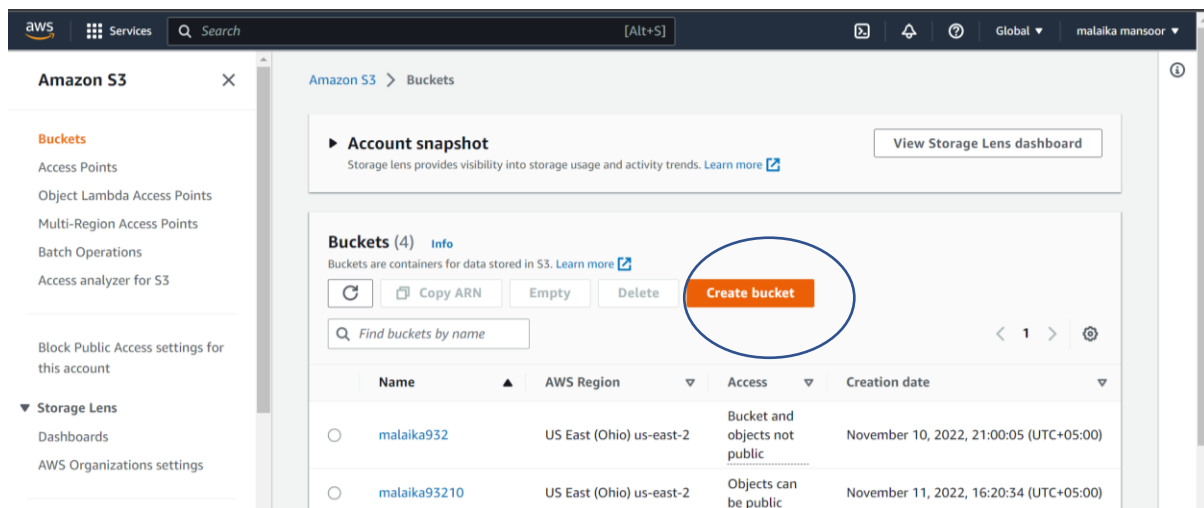 aws
Services
Search
[Alt+S]
Global
malaika mansoor
Amazon S3
Buckets
Access Points
Object Lambda Access Points
Multi-Region Access Points
Batch Operations
Access analyzer for S3
Block Public Access settings for
this account
Storage Lens
Dashboards
AWS Organizations settings
Amazon S3 > Buckets
Account snapshot
Storage lens provides visibility into storage usage and activity trends. Learn more
View Storage Lens dashboard
Buckets (4) Info
Buckets are containers for data stored in S3. Learn more
Copy ARN
Empty
Delete
Create bucket
Find buckets by name
1
Name
AWS Region
Access
Creation date
malaika932
US East (Ohio) us-east-2
Bucket and
objects not
public
November 10, 2022, 21:00:05 (UTC+05:00)
malaika93210
US East (Ohio) us-east-2
Objects can
be public
November 11, 2022, 16:20:34 (UTC+05:00)